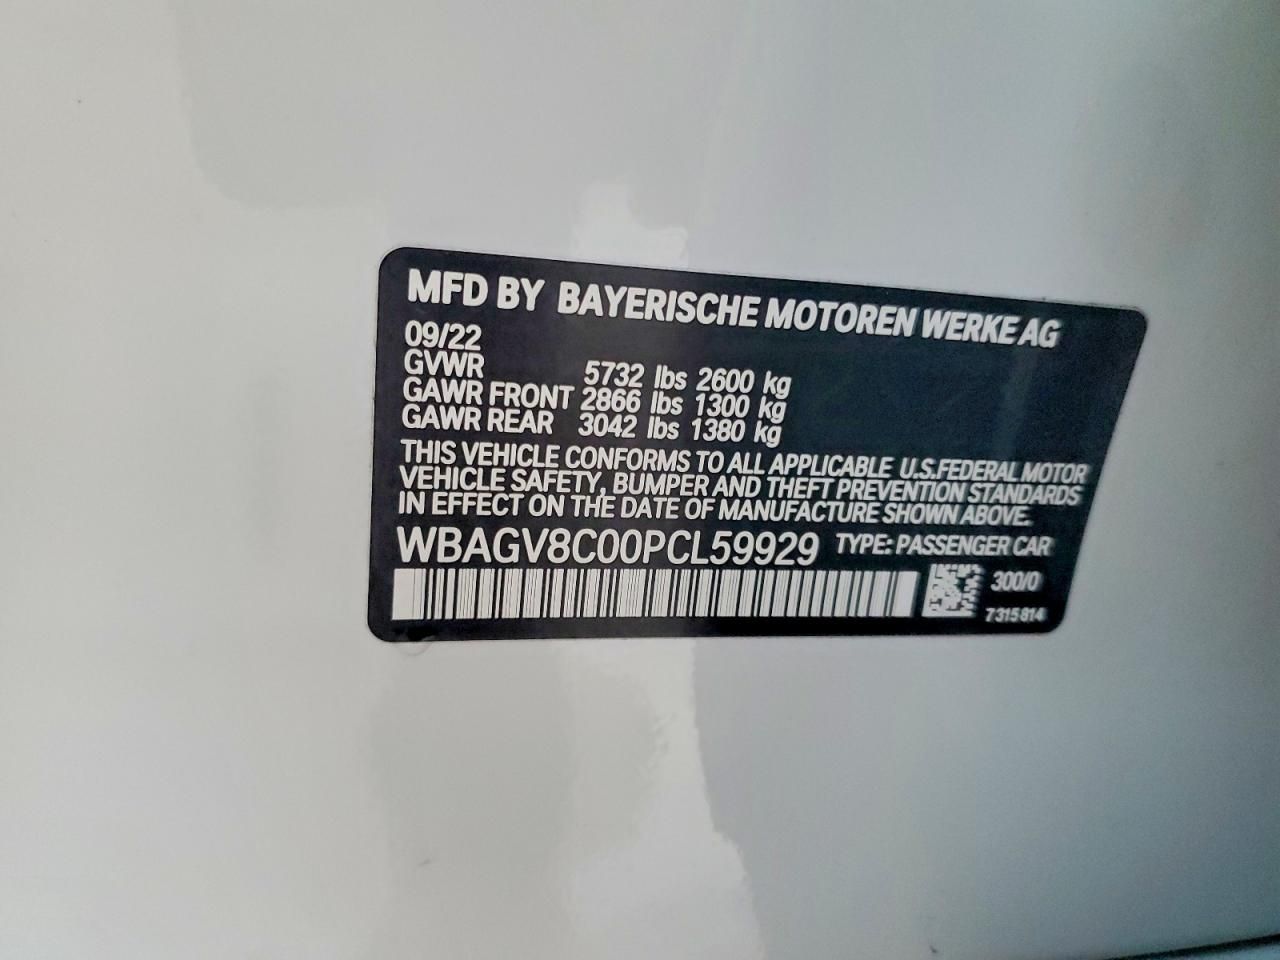 MFD BY BAYERISCHE MOTOREN WERKE AG
09/22
GVWR 5732 lbs 2600 kg
GAWR FRONT 2866 lbs 1300 kg
GAWR REAR 3042 lbs 1380 kg
THIS VEHICLE CONFORMS TO ALL APPLICABLE U.S.FEDERAL MOTOR
VEHICLE SAFETY, BUMPER AND THEFT PREVENTION STANDARDS
IN EFFECT ON THE DATE OF MANUFACTURE SHOWN ABOVE.
WBAGV8C00PCL59929 TYPE: PASSENGER CAR
300/0
7315814